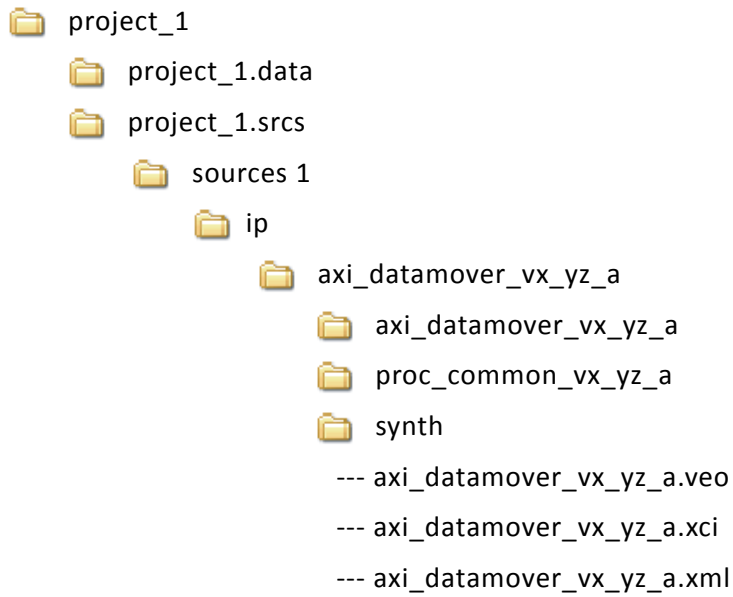 project_1
project_1.data
project_1.srcs
sources 1
ip
axi_datamover_vx_yz_a
axi_datamover_vx_yz_a
proc_common_vx_yz_a
synth
--- axi_datamover_vx_yz_a.veo
--- axi_datamover_vx_yz_a.xci
--- axi_datamover_vx_yz_a.xml